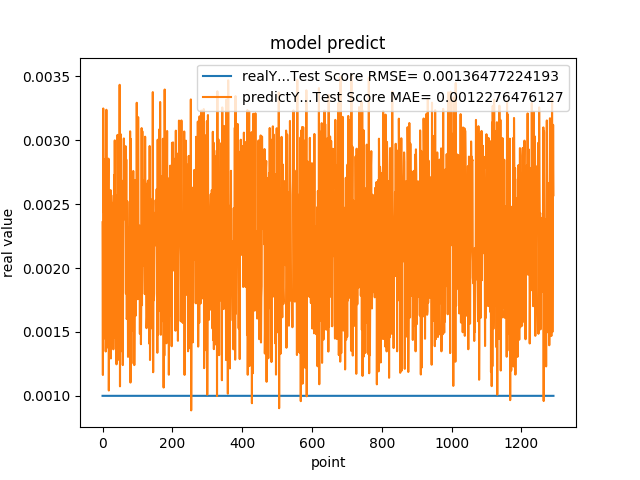 model predict
realY...Test Score RMSE= 0.00136477224193
predictY...Test Score MAE= 0.0012276476127
0.0035
0.0030
0.0025
0.0020
0.0015
0.0010
real value
0 200 400 600 800 1000 1200
point